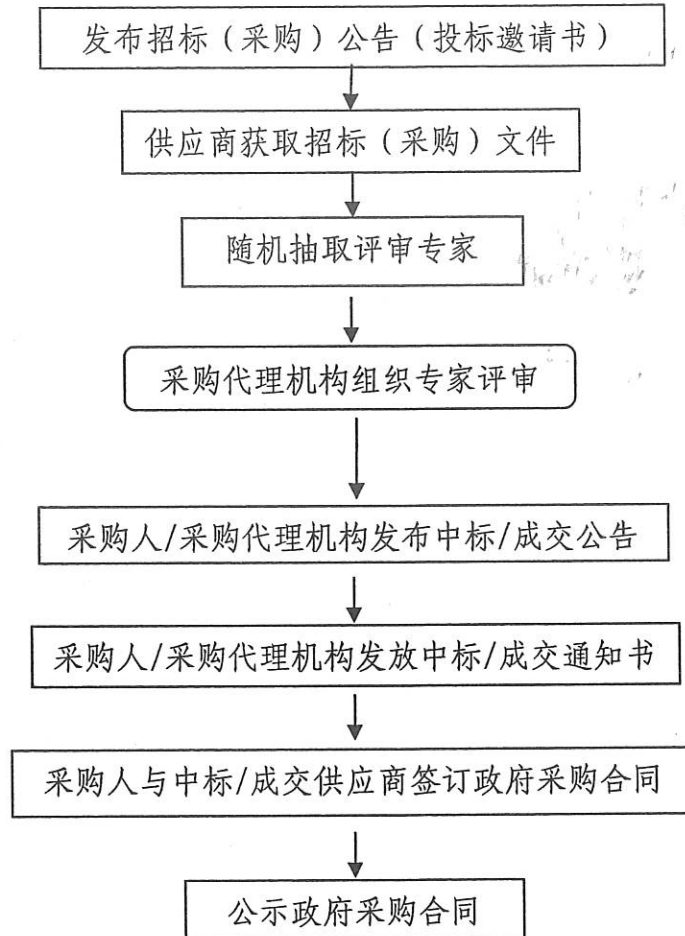 发布招标（采购）公告（投标邀请书）
供应商获取招标（采购）文件
随机抽取评审专家
采购代理机构组织专家评审
采购人/采购代理机构发布中标/成交公告
采购人/采购代理机构发放中标/成交通知书
采购人与中标/成交供应商签订政府采购合同
公示政府采购合同